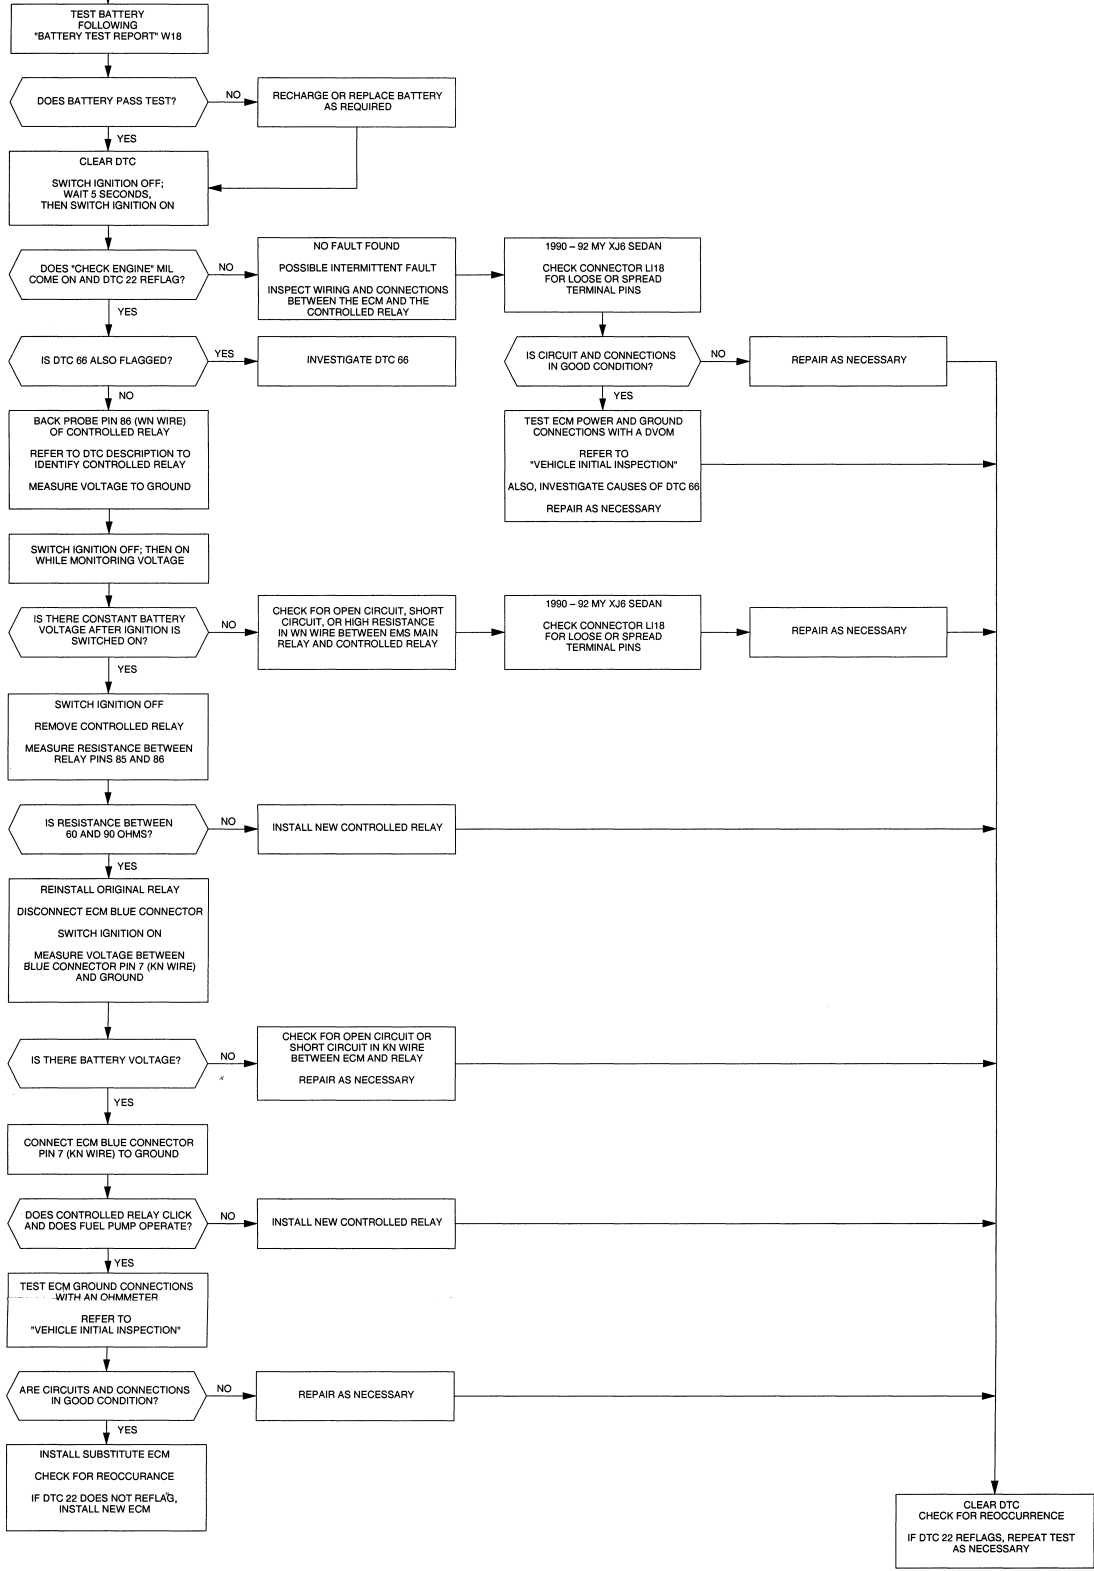 TEST BATTERY
FOLLOWING
"BATTERY TEST REPORT" W18
DOES BATTERY PASS TEST?
NO
RECHARGE OR REPLACE BATTERY
AS REQUIRED
YES
CLEAR DTC
SWITCH IGNITION OFF;
WAIT 5 SECONDS,
THEN SWITCH IGNITION ON
DOES "CHECK ENGINE" MIL
COME ON AND DTC 22 REFLAG?
NO
NO FAULT FOUND
POSSIBLE INTERMITTENT FAULT
INSPECT WIRING AND CONNECTIONS
BETWEEN THE ECM AND THE
CONTROLLED RELAY
1990 – 92 MY XJ6 SEDAN
CHECK CONNECTOR LI18
FOR LOOSE OR SPREAD
TERMINAL PINS
YES
IS DTC 66 ALSO FLAGGED?
YES
INVESTIGATE DTC 66
IS CIRCUIT AND CONNECTIONS
IN GOOD CONDITION?
NO
REPAIR AS NECESSARY
NO
YES
BACK PROBE PIN 86 (WN WIRE)
OF CONTROLLED RELAY
REFER TO DTC DESCRIPTION TO
IDENTIFY CONTROLLED RELAY
MEASURE VOLTAGE TO GROUND
TEST ECM POWER AND GROUND
CONNECTIONS WITH A DVOM
REFER TO
"VEHICLE INITIAL INSPECTION"
ALSO, INVESTIGATE CAUSES OF DTC 66
REPAIR AS NECESSARY
SWITCH IGNITION OFF; THEN ON
WHILE MONITORING VOLTAGE
IS THERE CONSTANT BATTERY
VOLTAGE AFTER IGNITION IS
SWITCHED ON?
NO
CHECK FOR OPEN CIRCUIT, SHORT
CIRCUIT, OR HIGH RESISTANCE
IN WN WIRE BETWEEN EMS MAIN
RELAY AND CONTROLLED RELAY
1990 – 92 MY XJ6 SEDAN
CHECK CONNECTOR LI18
FOR LOOSE OR SPREAD
TERMINAL PINS
REPAIR AS NECESSARY
YES
SWITCH IGNITION OFF
REMOVE CONTROLLED RELAY
MEASURE RESISTANCE BETWEEN
RELAY PINS 85 AND 86
IS RESISTANCE BETWEEN
60 AND 90 OHMS?
NO
INSTALL NEW CONTROLLED RELAY
YES
REINSTALL ORIGINAL RELAY
DISCONNECT ECM BLUE CONNECTOR
SWITCH IGNITION ON
MEASURE VOLTAGE BETWEEN
BLUE CONNECTOR PIN 7 (KN WIRE)
AND GROUND
IS THERE BATTERY VOLTAGE?
NO
CHECK FOR OPEN CIRCUIT OR
SHORT CIRCUIT IN KN WIRE
BETWEEN ECM AND RELAY
REPAIR AS NECESSARY
YES
CONNECT ECM BLUE CONNECTOR
PIN 7 (KN WIRE) TO GROUND
DOES CONTROLLED RELAY CLICK
AND DOES FUEL PUMP OPERATE?
NO
INSTALL NEW CONTROLLED RELAY
YES
TEST ECM GROUND CONNECTIONS
WITH AN OHMMETER
REFER TO
"VEHICLE INITIAL INSPECTION"
ARE CIRCUITS AND CONNECTIONS
IN GOOD CONDITION?
NO
REPAIR AS NECESSARY
YES
INSTALL SUBSTITUTE ECM
CHECK FOR REOCCURANCE
IF DTC 22 DOES NOT REFLAG,
INSTALL NEW ECM
CLEAR DTC
CHECK FOR REOCCURRENCE
IF DTC 22 REFLAGS, REPEAT TEST
AS NECESSARY